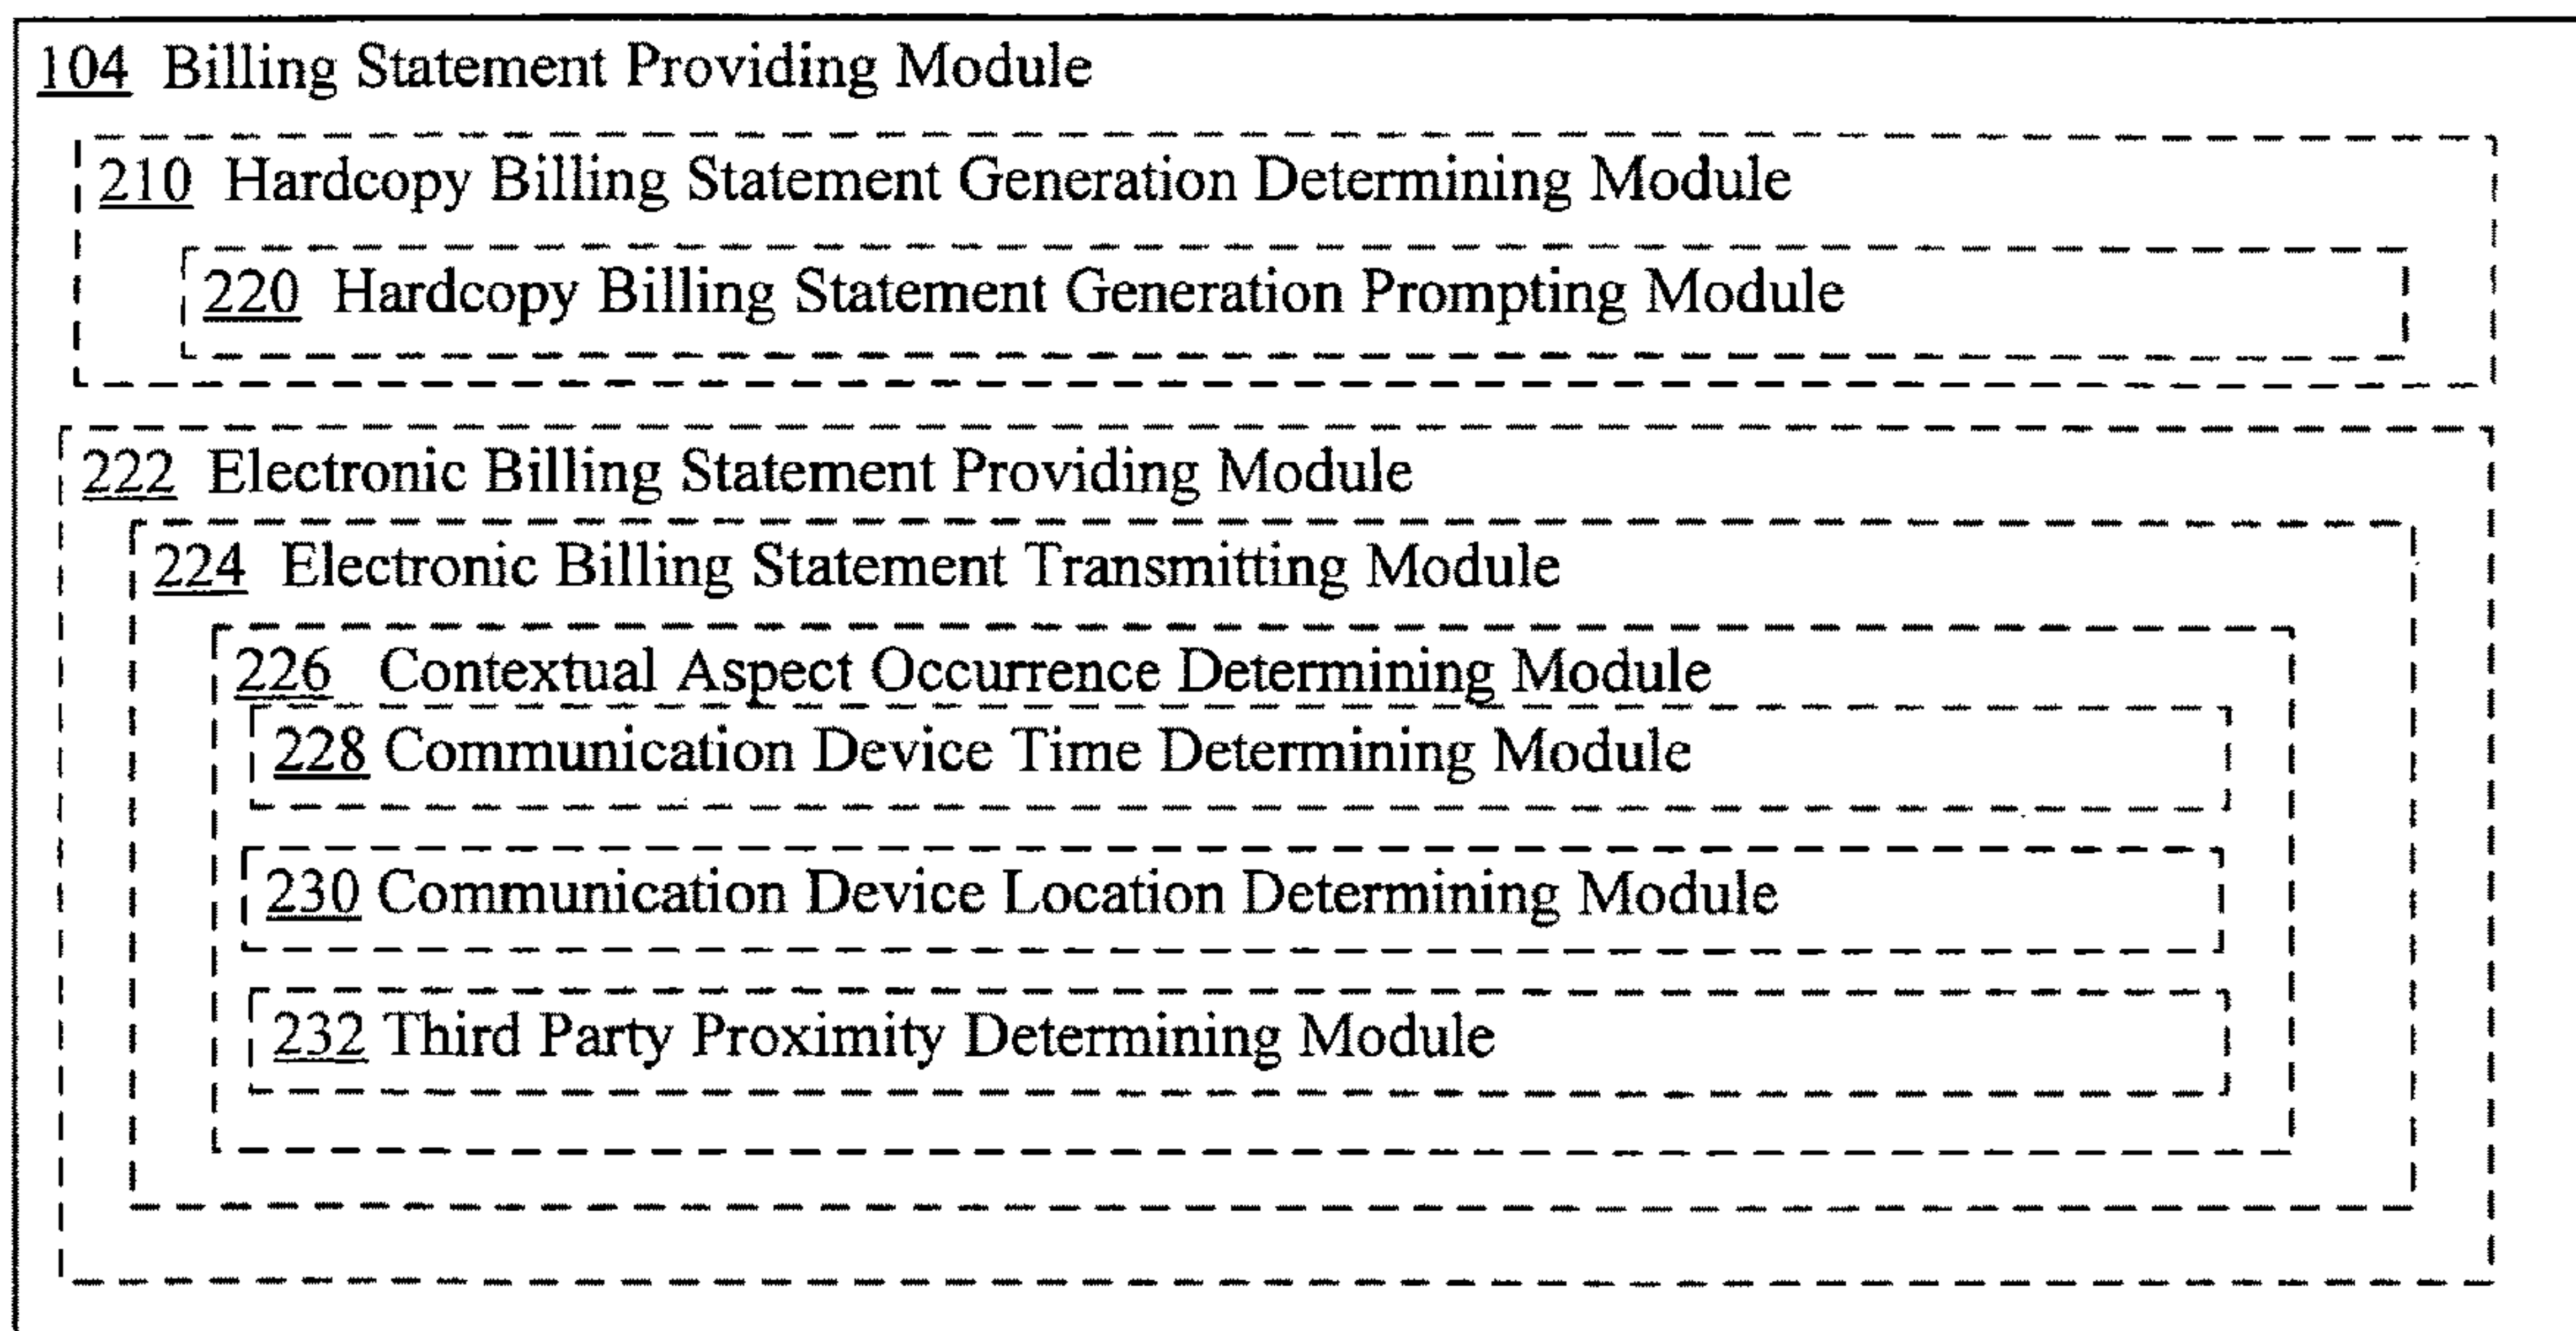 104 Billing Statement Providing Module
210 Hardcopy Billing Statement Generation Determining Module
220 Hardcopy Billing Statement Generation Prompting Module
222 Electronic Billing Statement Providing Module
224 Electronic Billing Statement Transmitting Module
226 Contextual Aspect Occurrence Determining Module
228 Communication Device Time Determining Module
230 Communication Device Location Determining Module
232 Third Party Proximity Determining Module